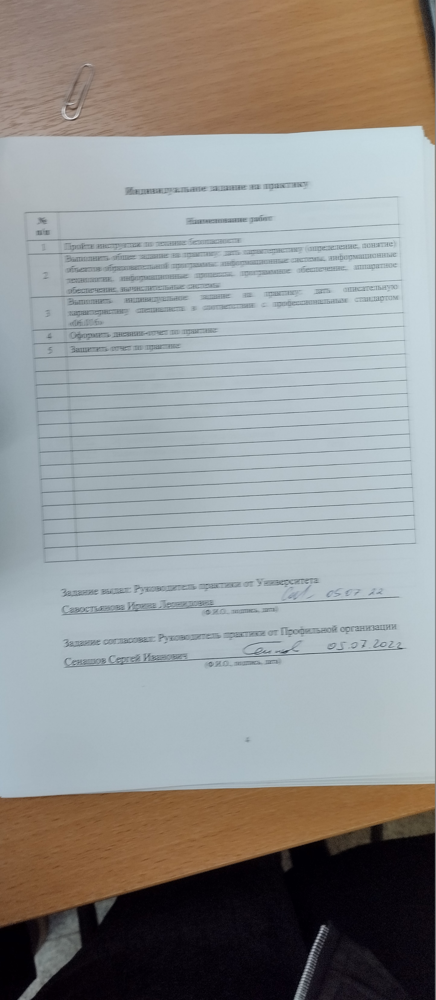 Индивидуальное задание на практику
№
п/п
Наименование работ
1 Пройти инструктаж по технике безопасности
Выполнить общее задание на практику: дать характеристику (определение, понятие)
объектов образовательной программы: информационные системы, информационные
2
технологии, информационные процессы, программное обеспечение, аппаратное
обеспечение, вычислительные системы
Выполнить индивидуальное задание на практику: дать описательную
3 характеристику специалиста в соответствии с профессиональным стандартом
«06.016»
4 Оформить дневник-отчет по практике
5 Защитить отчет по практике
Задание выдал: Руководитель практики от Университета
Савостьянова Ирина Леонидовна 05.07.22
(Ф.И.О., подпись, дата)
Задание согласовал: Руководитель практики от Профильной организации
Сенашов Сергей Иванович 05.07.2022
(Ф.И.О., подпись, дата)
4